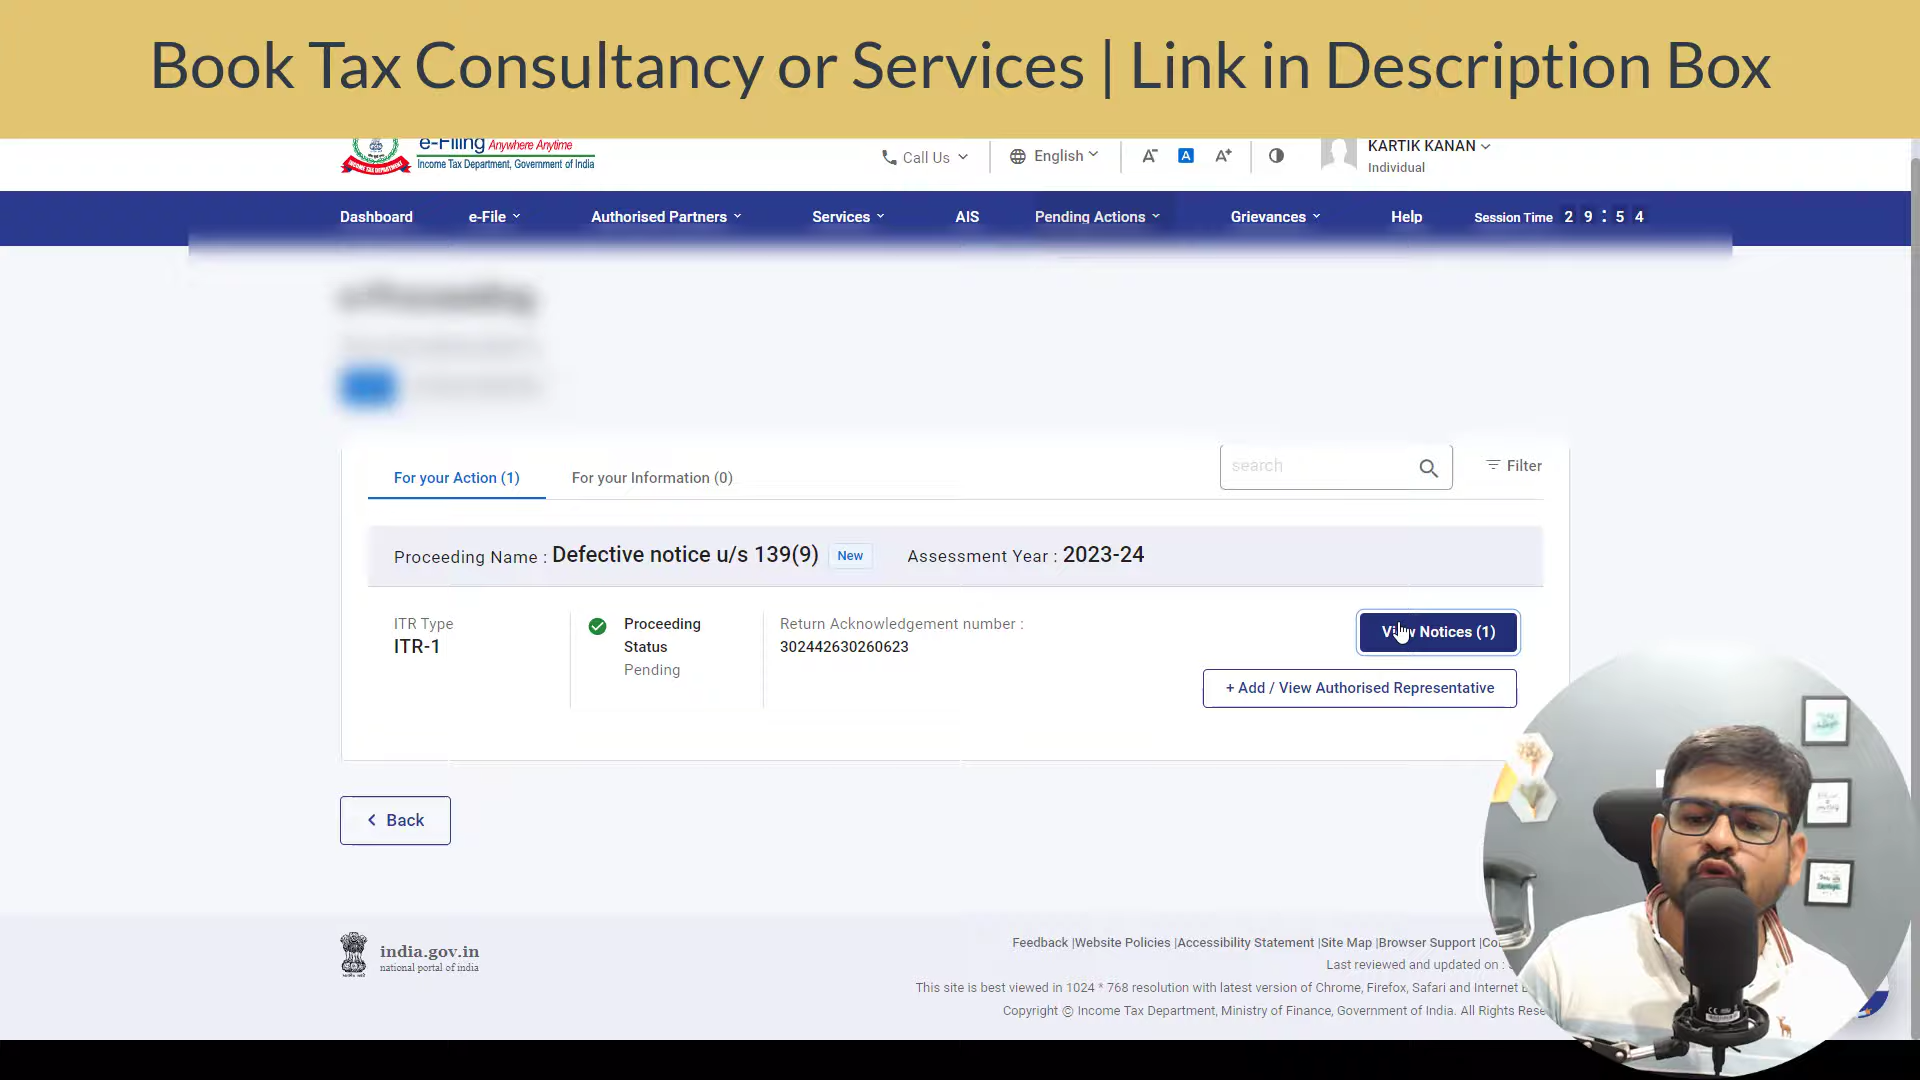 Book Tax Consultancy or Services | Link in Description Box
e-Filing Anywhere Anytime
Income Tax Department, Government of India
Call Us
English
A A A+
KARTIK KANAN
Individual
Dashboard e-File Authorised Partners Services AIS Pending Actions Grievances Help Session Time 2 9 : 5 4
For your Action (1) For your Information (0) search Filter
Proceeding Name : Defective notice u/s 139(9) New Assessment Year : 2023-24
ITR Type
ITR-1
Proceeding
Status
Pending
Return Acknowledgement number :
302442630260623
View Notices (1)
+ Add / View Authorised Representative
Back
india.gov.in
national portal of india
Feedback |Website Policies |Accessibility Statement |Site Map |Browser Support |
Last reviewed and updated on :
This site is best viewed in 1024 * 768 resolution with latest version of Chrome, Firefox, Safari and Internet
Copyright © Income Tax Department, Ministry of Finance, Government of India. All Rights